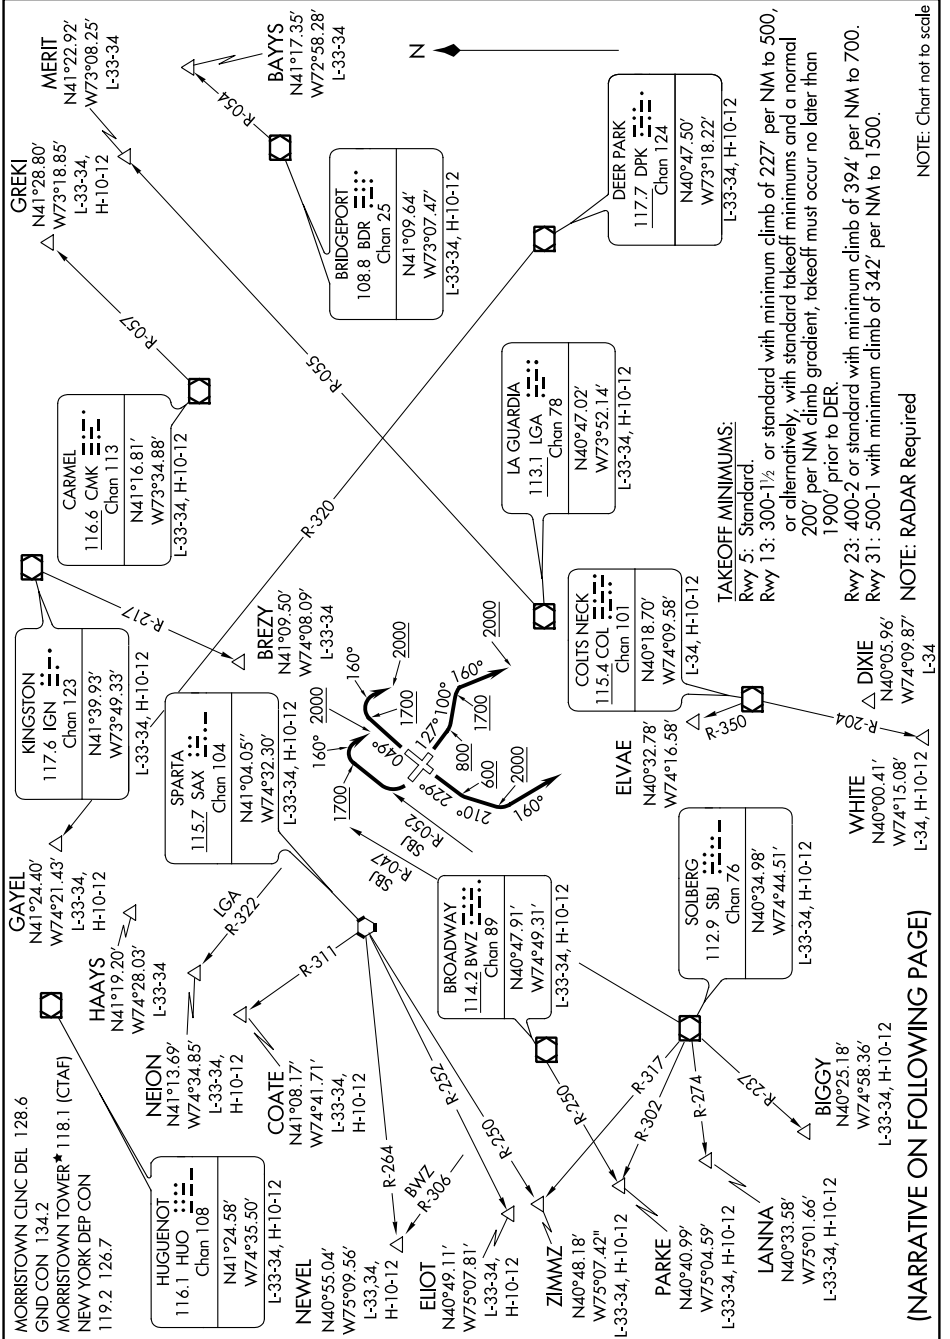 MORRISTOWN CLNC DEL 128.6
GND CON 134.2
MORRISTOWN TOWER★ 118.1 (CTAF)
NEW YORK DEP CON
119.2 126.7
HUGUENOT
116.1 HUO
Chan 108
N41°24.58′
W74°35.50′
L-33-34, H-10-12
HAAYS
N41°19.20′
W74°28.03′
L-33-34
GAYEL
N41°24.40′
W74°21.43′
L-33-34,
H-10-12
KINGSTON
117.6 IGN
Chan 123
N41°39.93′
W73°49.33′
L-33-34, H-10-12
R-217
CARMEL
116.6 CMK
Chan 113
N41°16.81′
W73°34.88′
L-33-34, H-10-12
R-057
GREKI
N41°28.80′
W73°18.85′
L-33-34,
H-10-12
MERIT
N41°22.92′
W73°08.25′
L-33-34
R-054
BAYYS
N41°17.35′
W72°58.28′
L-33-34
N
BRIDGEPORT
108.8 BDR
Chan 25
N41°09.64′
W73°07.47′
L-33-34, H-10-12
NEION
N41°13.69′
W74°34.85′
L-33-34,
H-10-12
LGA
R-322
SPARTA
115.7 SAX
Chan 104
N41°04.05″
W74°32.30′
L-33-34, H-10-12
BREZY
N41°09.50′
W74°08.09′
L-33-34
R-320
R-055
COATE
N41°08.17′
W74°41.71′
L-33-34,
H-10-12
R-311
160°
2000
1700
049°
160°
2000
1700
127°
100°
160°
2000
1700
800
600
229°
210°
2000
160°
SBJ
R-052
SBJ
R-047
NEWEL
N40°55.04′
W75°09.56′
L-33,34,
H-10-12
R-264
R-252
R-250
BWZ
R-306
ELIOT
N40°49.11′
W75°07.81′
L-33-34,
H-10-12
BROADWAY
114.2 BWZ
Chan 89
N40°47.91′
W74°49.31′
L-33-34, H-10-12
LA GUARDIA
113.1 LGA
Chan 78
N40°47.02′
W73°52.14′
L-33-34, H-10-12
DEER PARK
117.7 DPK
Chan 124
N40°47.50′
W73°18.22′
L-33-34, H-10-12
ZIMMZ
N40°48.18′
W75°07.42″
L-33-34, H-10-12
R-250
R-317
R-302
R-274
R-237
PARKE
N40°40.99′
W75°04.59′
L-33-34, H-10-12
LANNA
N40°33.58′
W75°01.66′
L-33-34, H-10-12
BIGGY
N40°25.18′
W74°58.36′
L-33-34, H-10-12
SOLBERG
112.9 SBJ
Chan 76
N40°34.98′
W74°44.51′
L-33-34, H-10-12
ELVAE
N40°32.78′
W74°16.58′
COLTS NECK
115.4 COL
Chan 101
N40°18.70′
W74°09.58′
L-34, H-10-12
R-350
R-204
WHITE
N40°00.41′
W74°15.08′
L-34, H-10-12
DIXIE
N40°05.96′
W74°09.87′
L-34
TAKEOFF MINIMUMS:
Rwy 5: Standard.
Rwy 13: 300-1½ or standard with minimum climb of 227′ per NM to 500,
or alternatively, with standard takeoff minimums and a normal
200′ per NM climb gradient, takeoff must occur no later than
1900′ prior to DER.
Rwy 23: 400-2 or standard with minimum climb of 394′ per NM to 700.
Rwy 31: 500-1 with minimum climb of 342′ per NM to 1500.
NOTE: RADAR Required
NOTE: Chart not to scale
(NARRATIVE ON FOLLOWING PAGE)